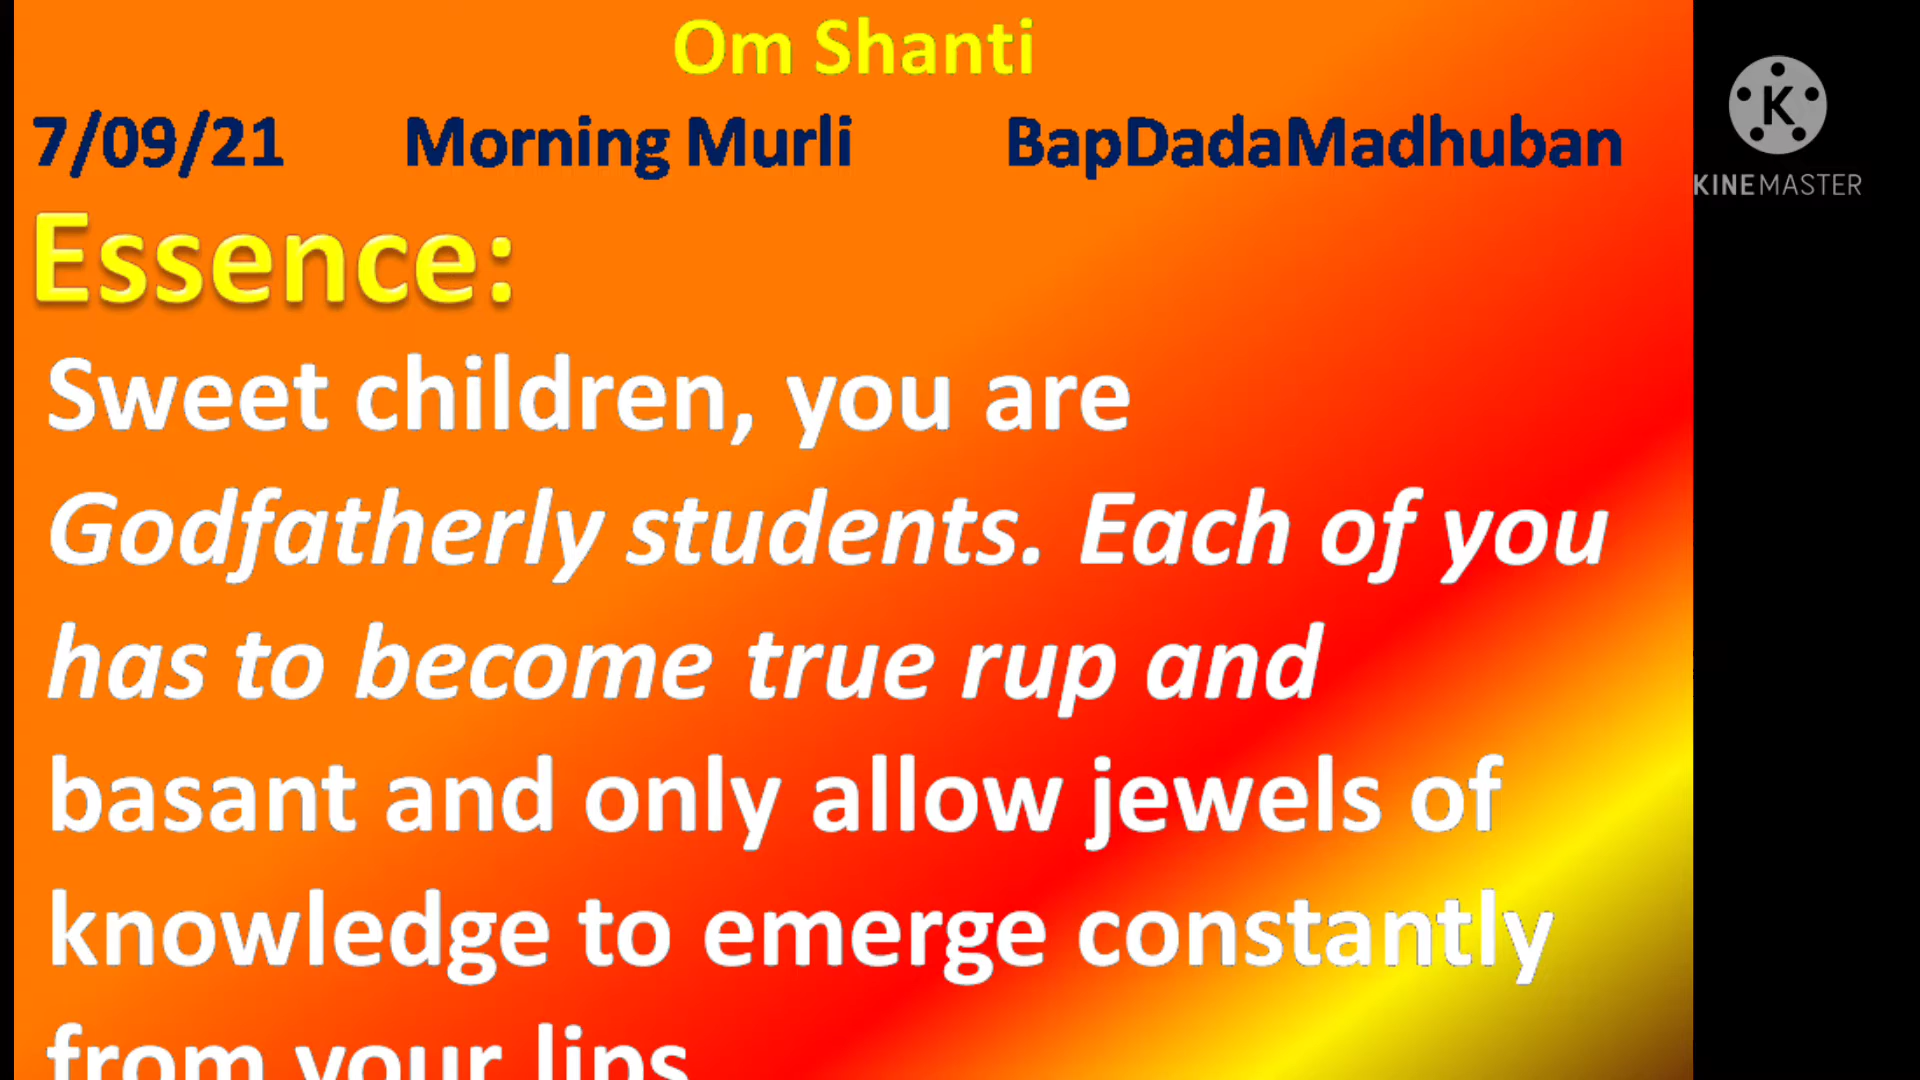 Om Shanti
7/09/21 Morning Murli BapDadaMadhuban
K
KINEMASTER
Essence:
Sweet children, you are
Godfatherly students. Each of you
has to become true rup and
basant and only allow jewels of
knowledge to emerge constantly
from your lips